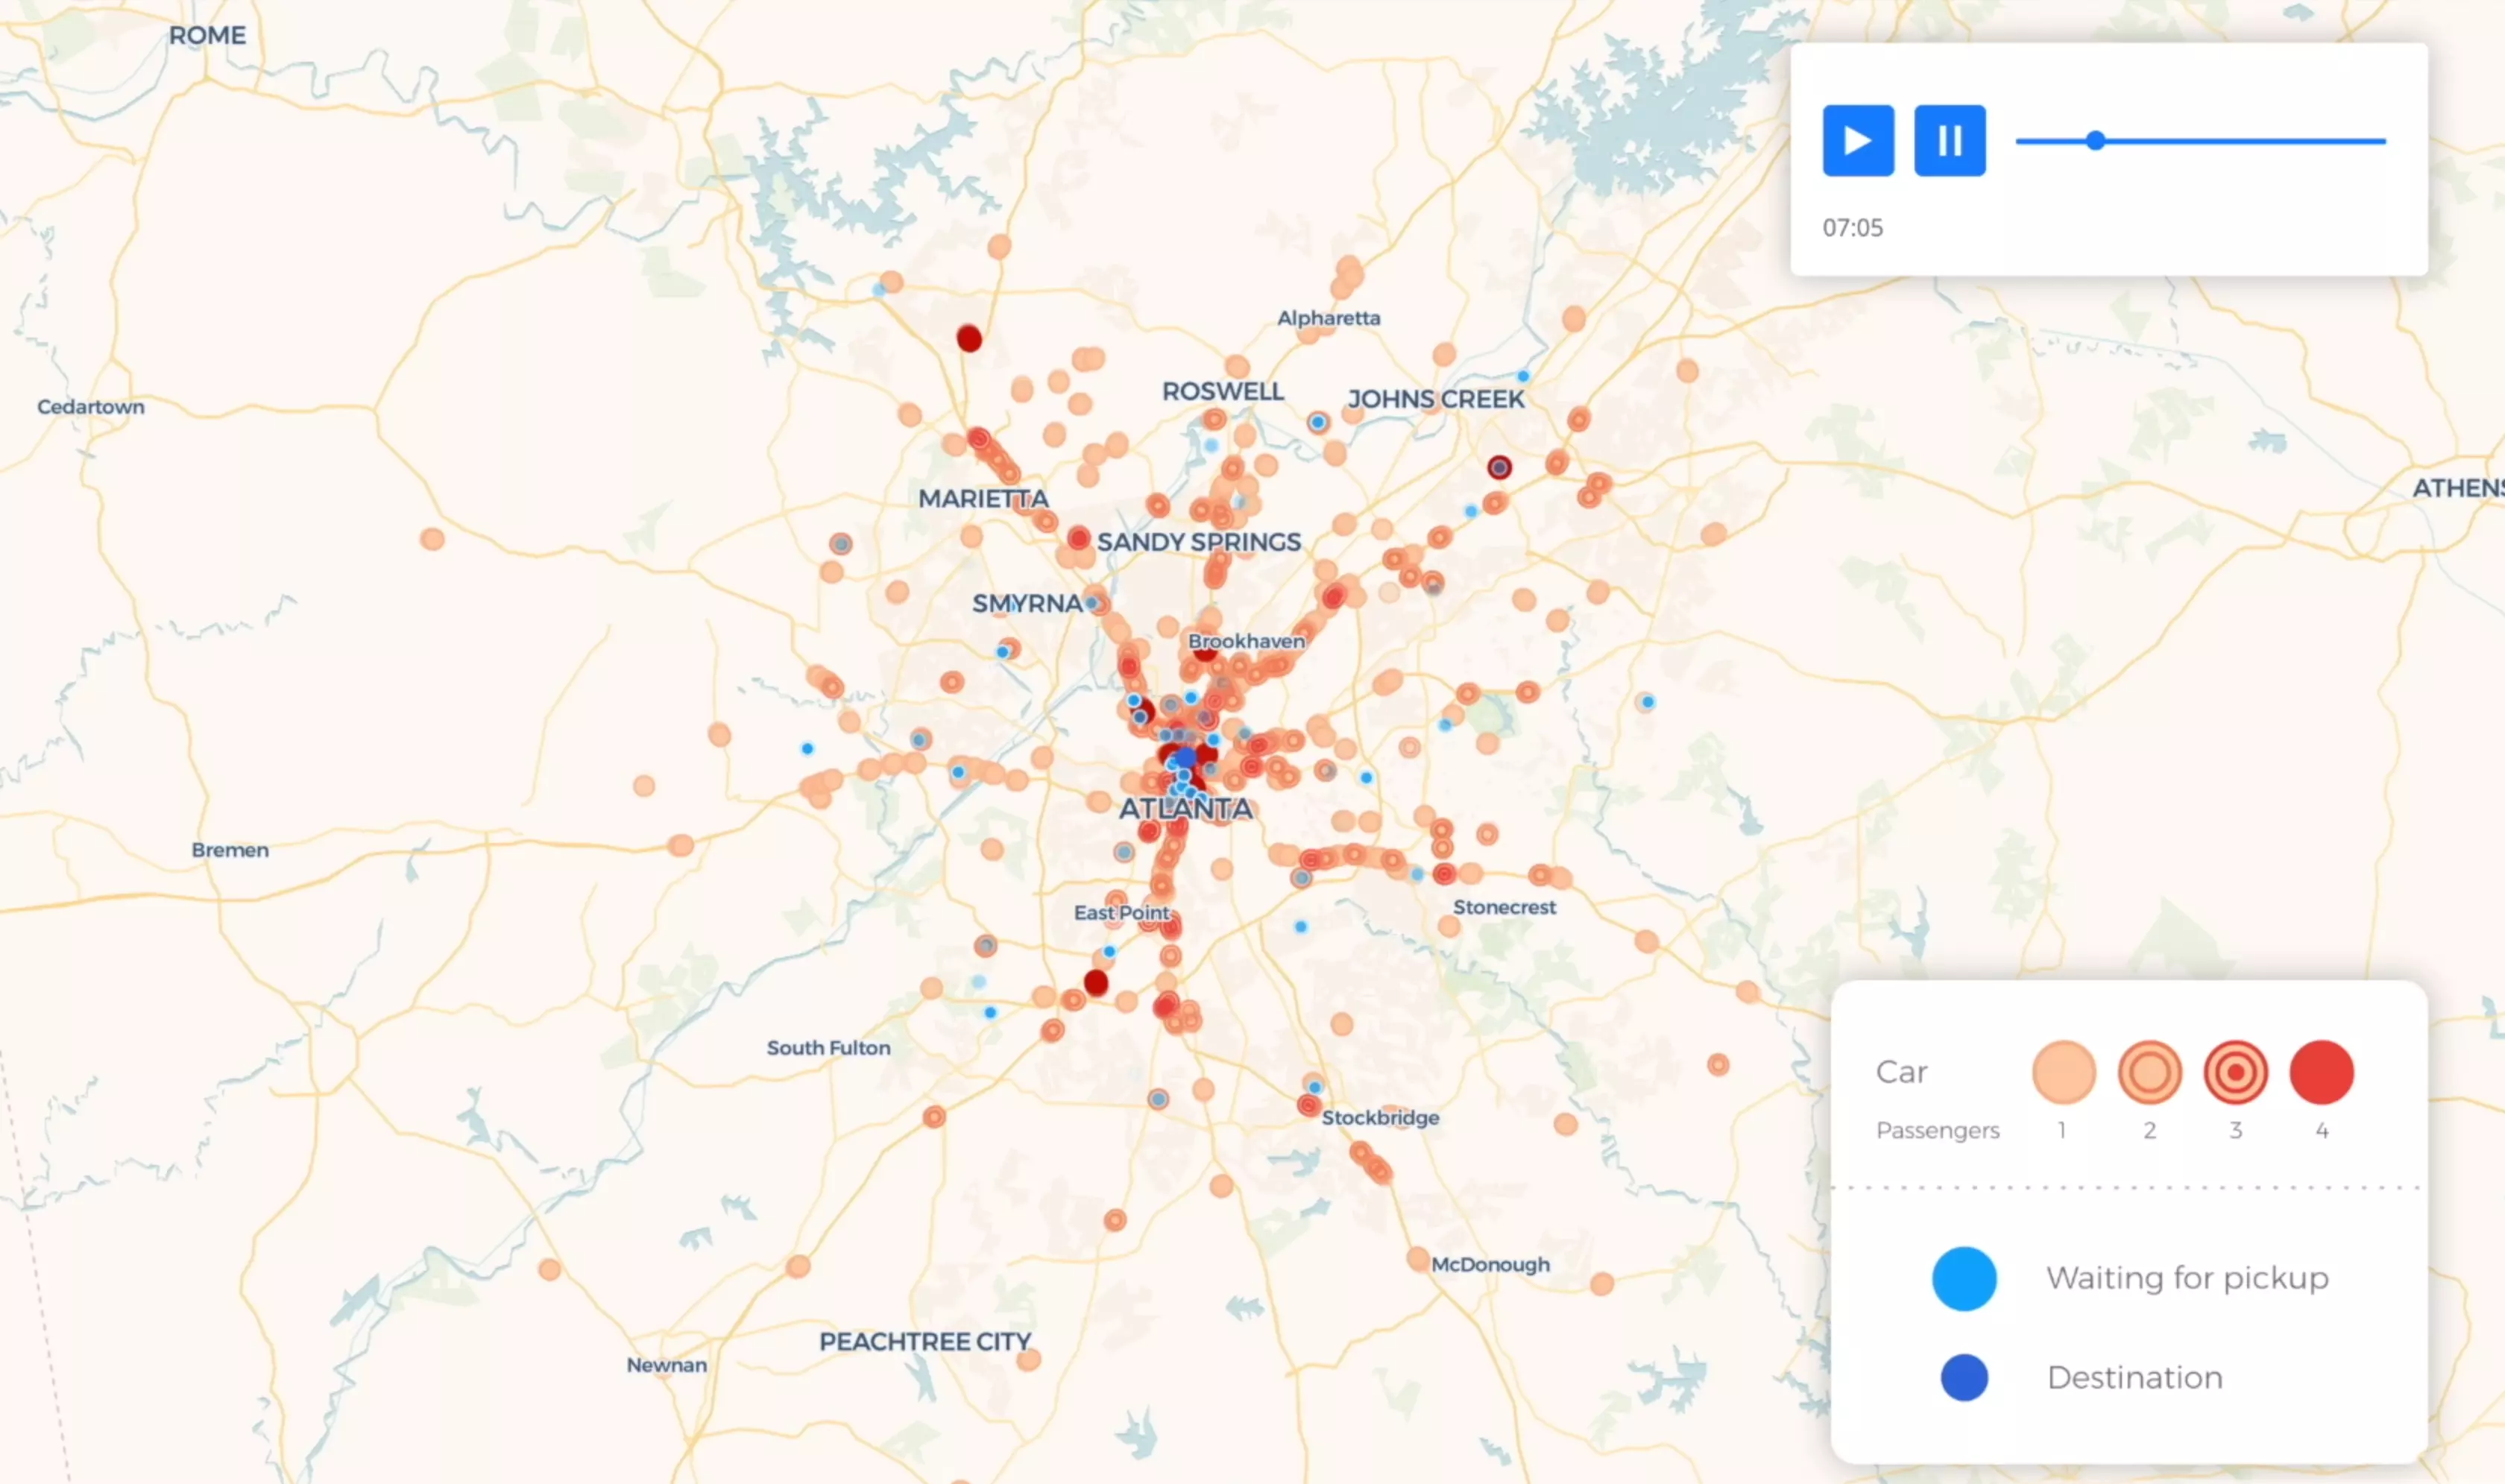 ROME
07:05
Alpharetta
ROSWELL
JOHNS CREEK
Cedartown
ATHENS
MARIETTA
SANDY SPRINGS
SMYRNA
Brookhaven
ATLANTA
Bremen
East Point
Stonecrest
South Fulton
Stockbridge
McDonough
PEACHTREE CITY
Newnan
Car
Passengers 1 2 3 4
Waiting for pickup
Destination